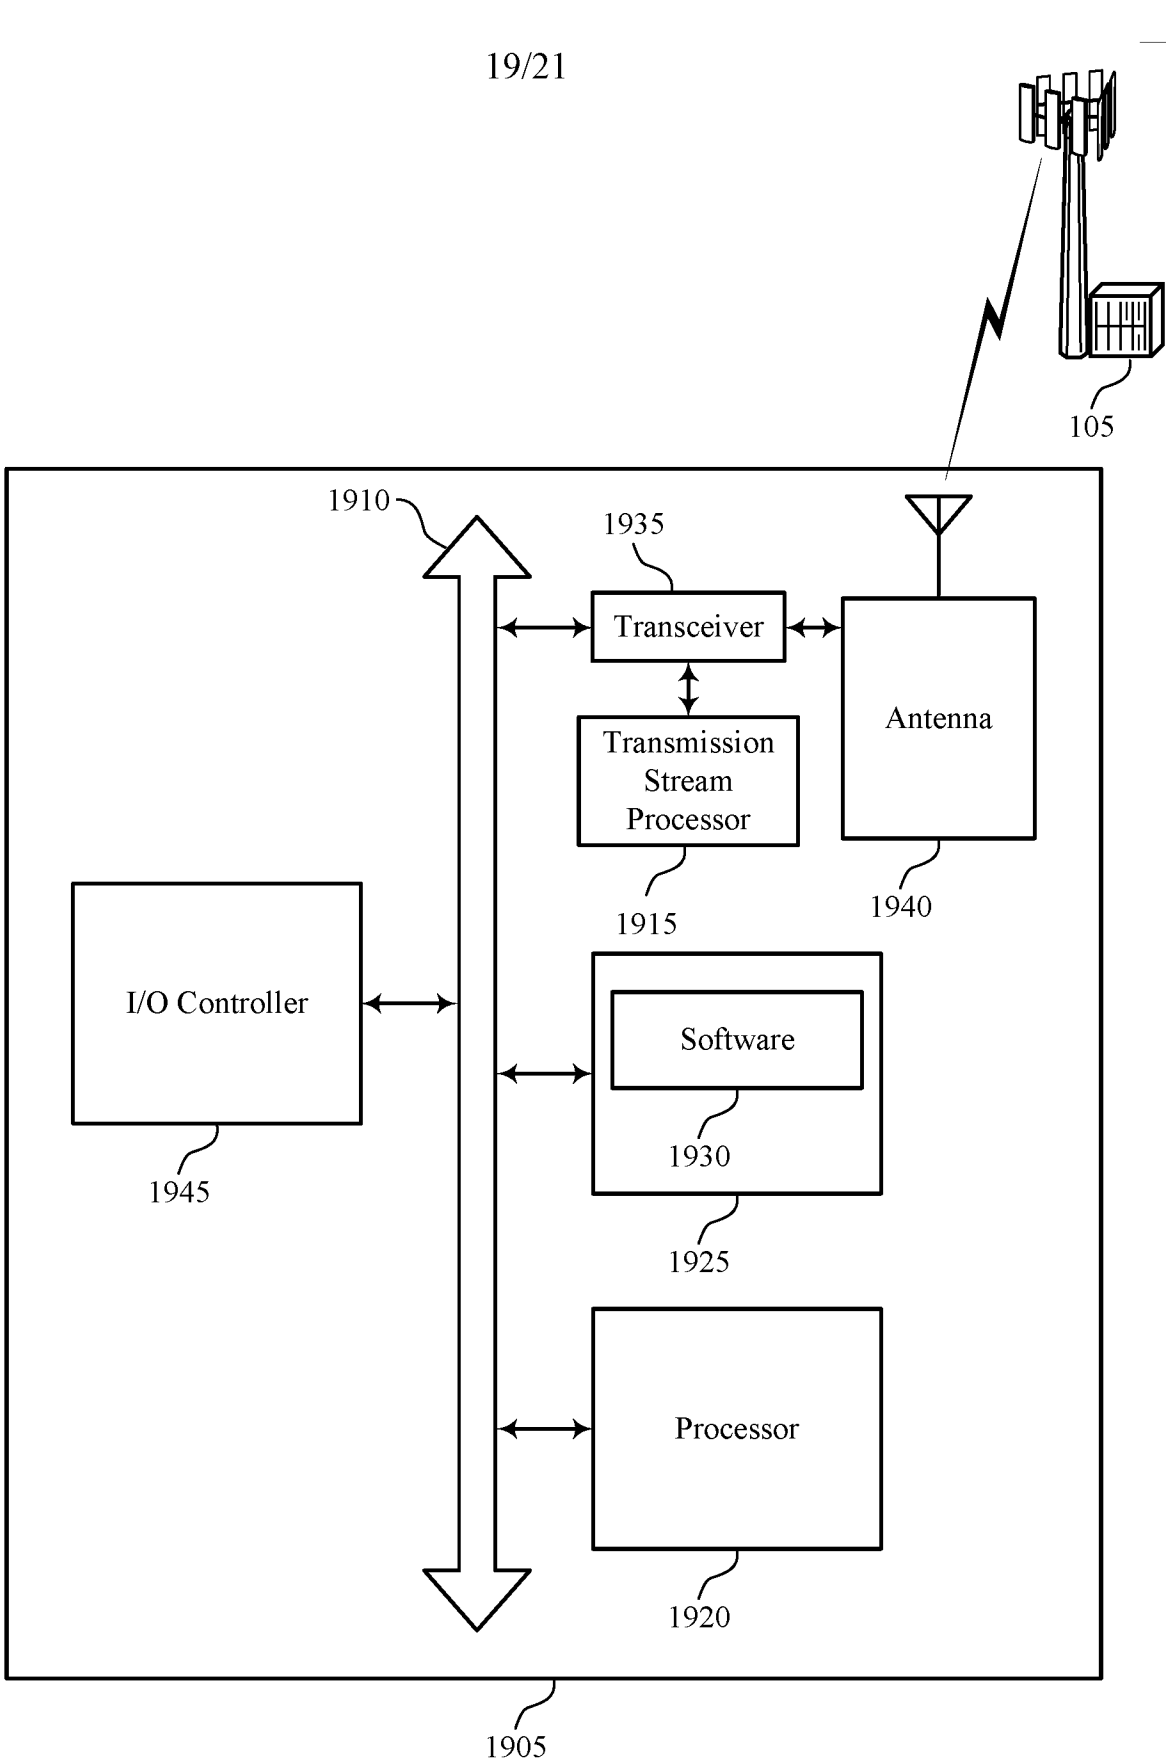 19/21
105
1910
1935
Transceiver
Antenna
Transmission
Stream
Processor
1940
1915
I/O Controller
Software
1930
1945
1925
Processor
1920
1905